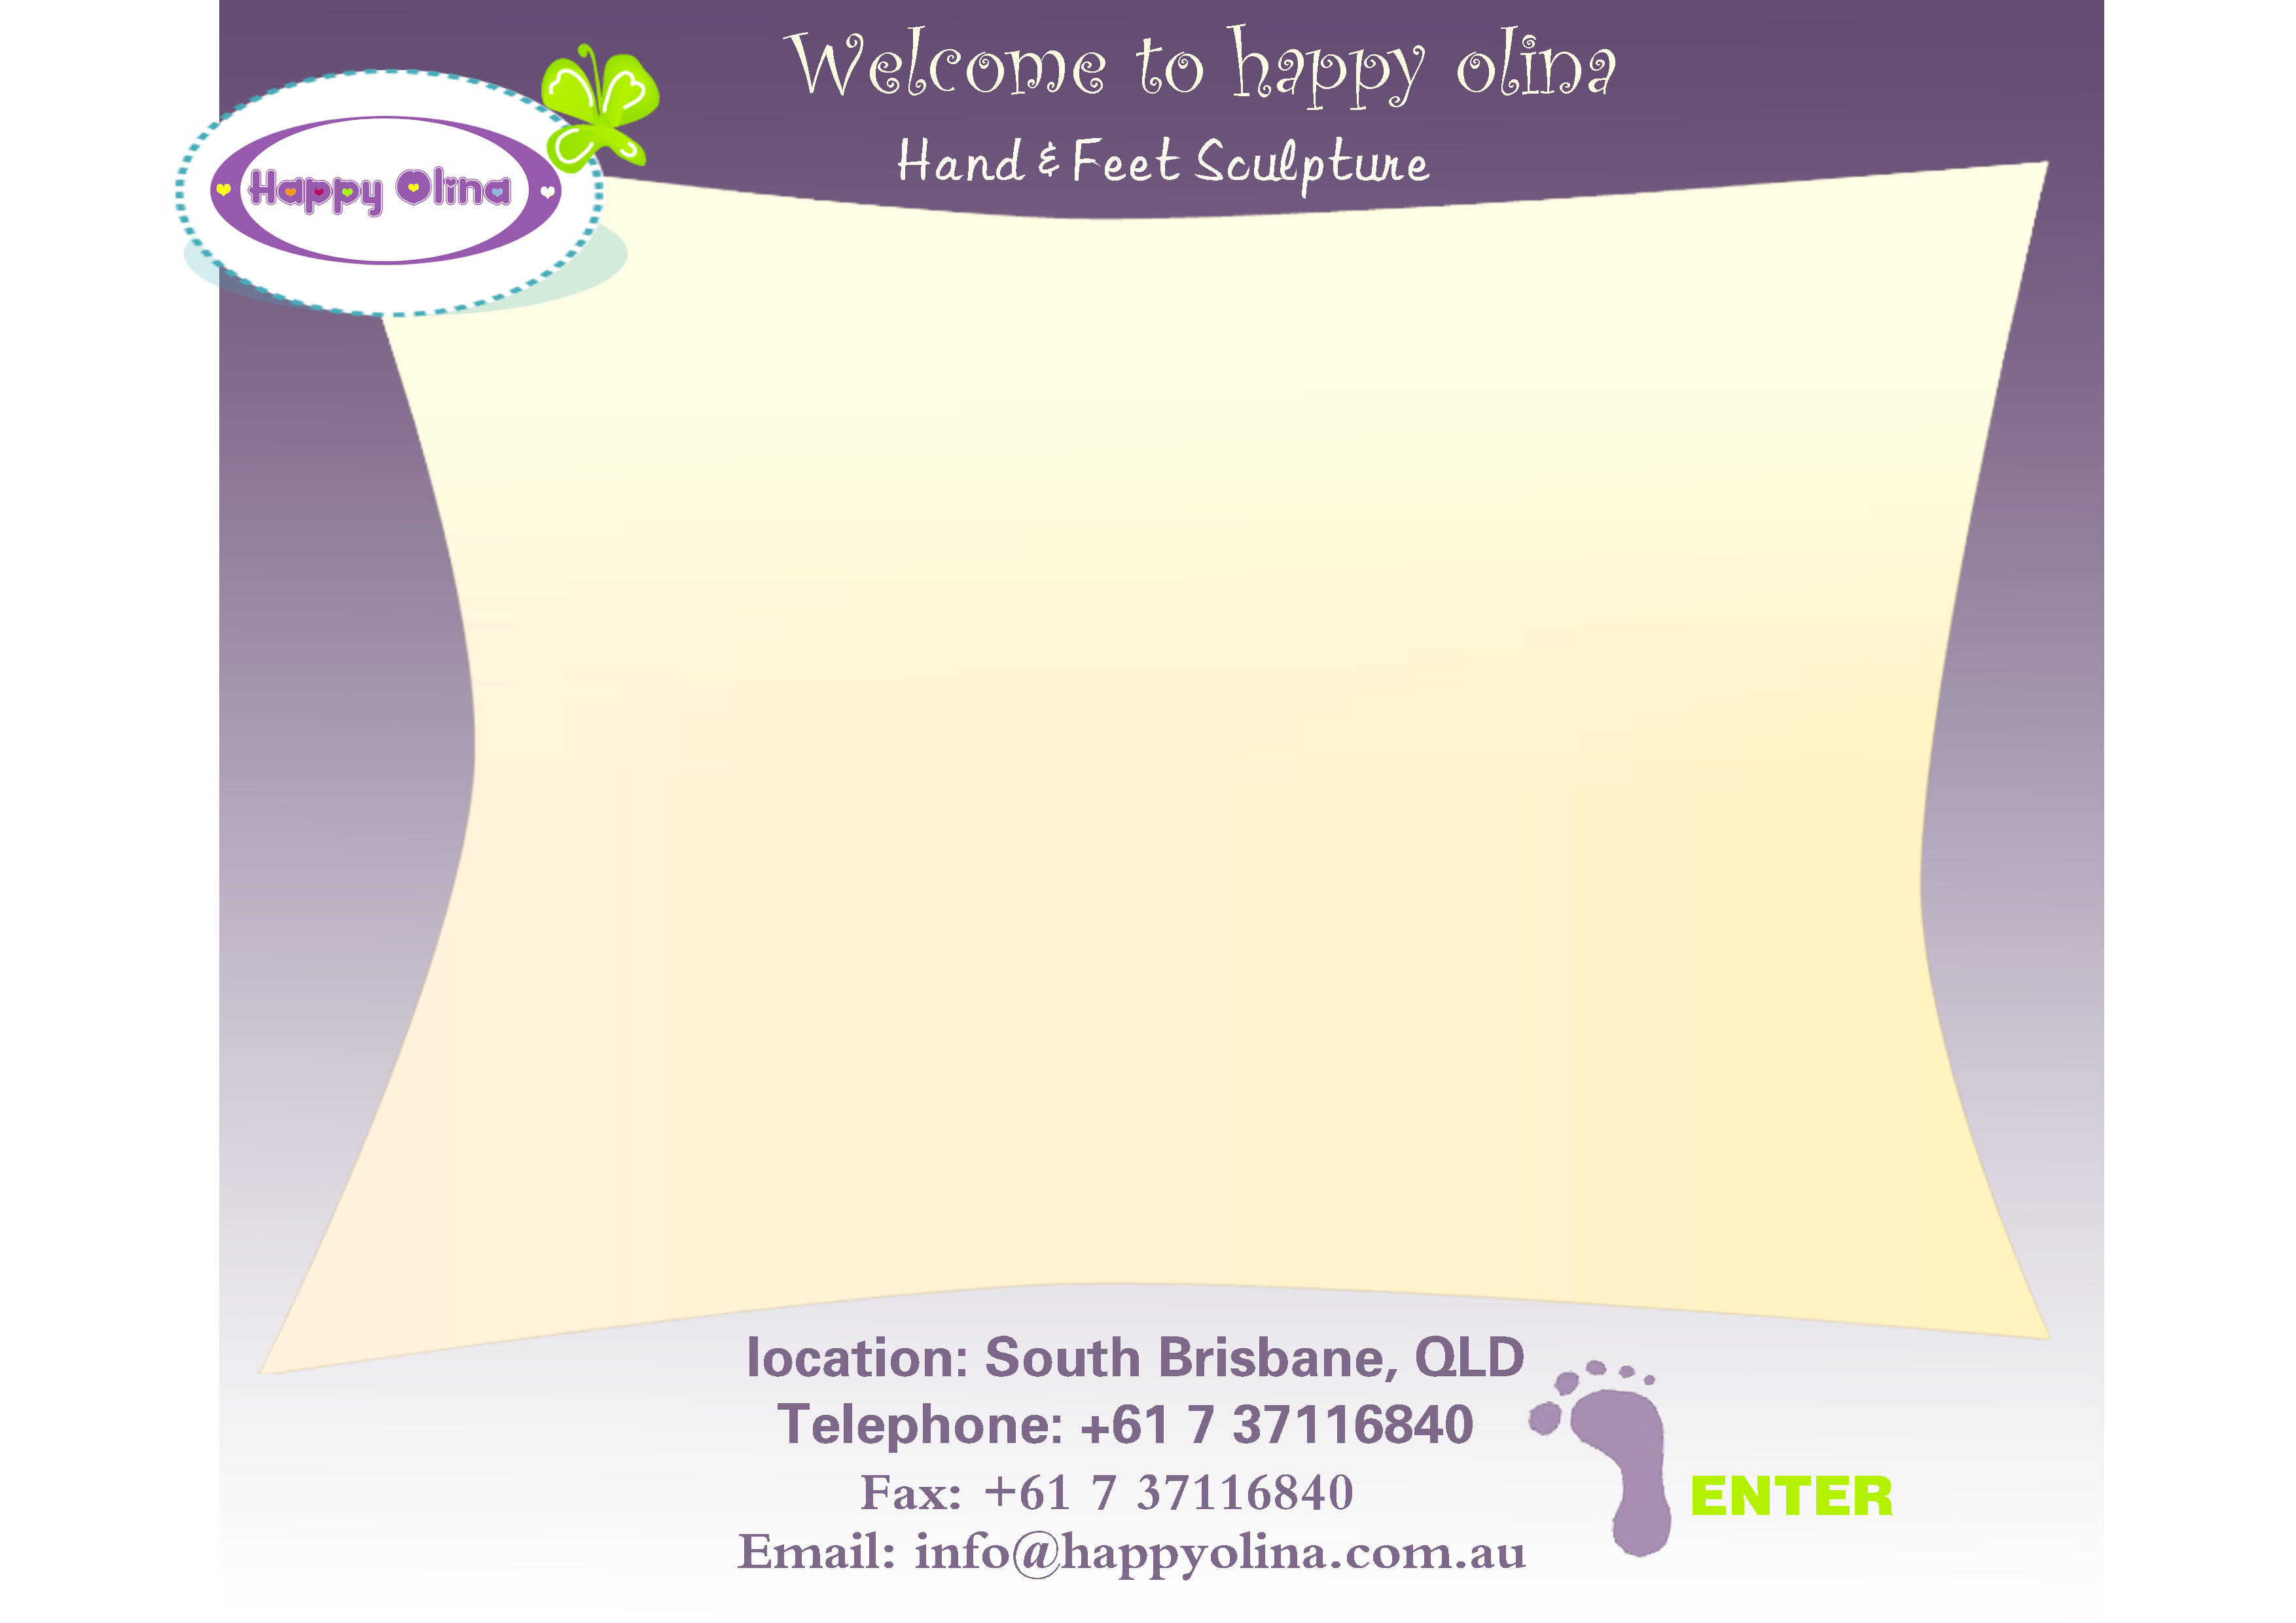 Welcome to happy olina
Hand & Feet Sculpture
Happy Olina
location: South Brisbane, QLD
Telephone: +61 7 37116840
Fax: +61 7 37116840
ENTER
Email: info@happyolina.com.au